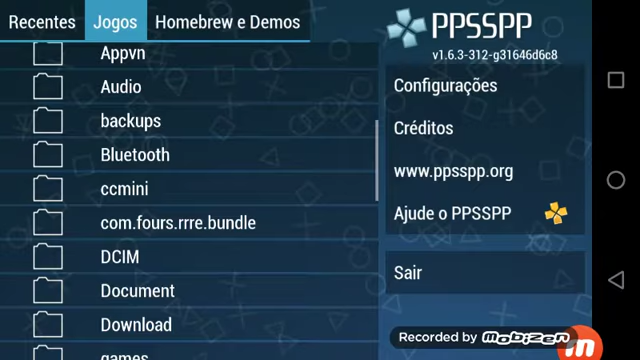 Recentes
Jogos
Homebrew e Demos
Appvn
Audio
backups
Bluetooth
ccmini
com.fours.rrre.bundle
DCIM
Document
Download
games
PPSSPP
v1.6.3-312-g31646d6c8
Configurações
Créditos
www.ppsspp.org
Ajude o PPSSPP
Sair
Recorded by Mobizen
m